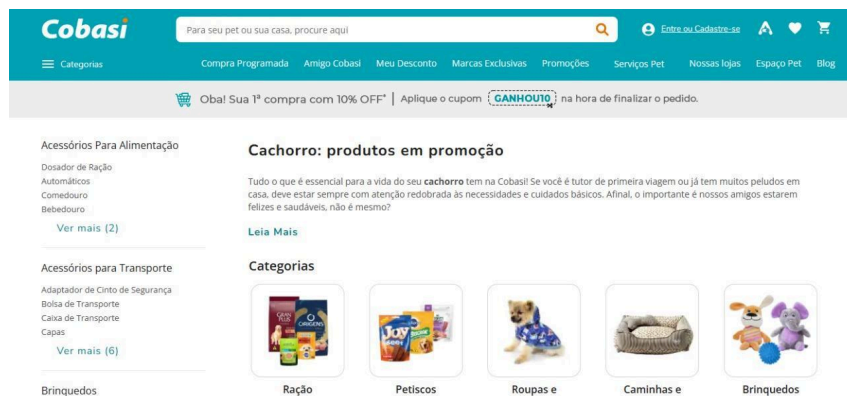 Cobasi
Para seu pet ou sua casa, procure aqui
Entre ou Cadastre-se
Categorias
Compra Programada
Amigo Cobasi
Meu Desconto
Marcas Exclusivas
Promoções
Serviços Pet
Nossas lojas
Espaço Pet
Blog
Oba! Sua 1ª compra com 10% OFF* | Aplique o cupom GANHOU10 na hora de finalizar o pedido.
Acessórios Para Alimentação
Dosador de Ração
Automáticos
Comedouro
Bebedouro
Ver mais (2)
Acessórios para Transporte
Adaptador de Cinto de Segurança
Bolsa de Transporte
Caixa de Transporte
Capas
Ver mais (6)
Brinquedos
Cachorro: produtos em promoção
Tudo o que é essencial para a vida do seu cachorro tem na Cobasi! Se você é tutor de primeira viagem ou já tem muitos peludos em
casa, deve estar sempre com atenção redobrada às necessidades e cuidados básicos. Afinal, o importante é nossos amigos estarem
felizes e saudáveis, não é mesmo?
Leia Mais
Categorias
GRAN PLUS
ORIGENS
Joy
Ração
Petiscos
Roupas e
Caminhas e
Brinquedos